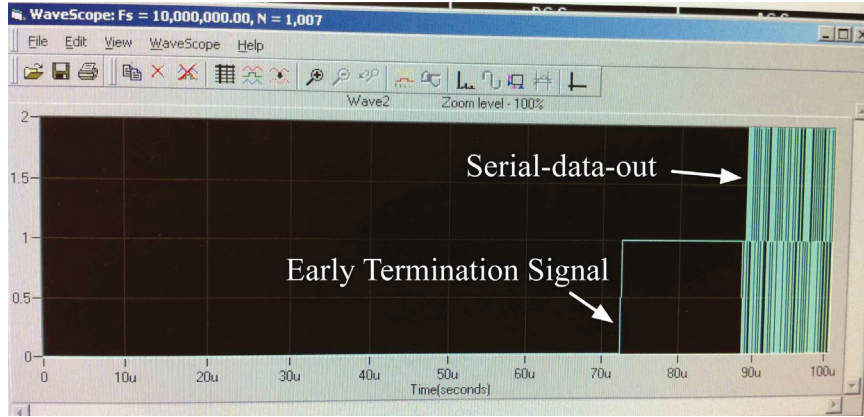 WaveScope: Fs = 10,000,000.00, N = 1,007
File Edit View WaveScope Help
Wave2 Zoom level - 100%
2
1.5
1
0.5
0
Serial-data-out
Early Termination Signal
0 10u 20u 30u 40u 50u 60u 70u 80u 90u 100u
Time(seconds)